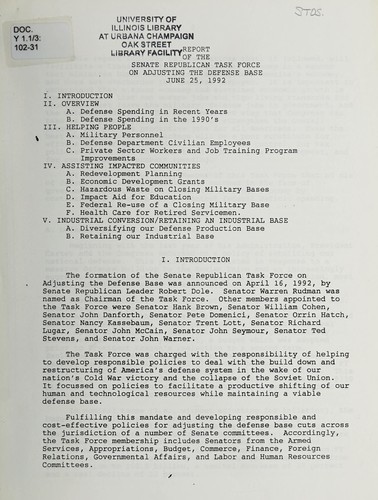 STDS.
UNIVERSITY OF
ILLINOIS LIBRARY
AT URBANA CHAMPAIGN
OAK STREET
LIBRARY FACILITY
DOC.
Y 1.1/3:
102-31
REPORT
OF THE
SENATE REPUBLICAN TASK FORCE
ON ADJUSTING THE DEFENSE BASE
JUNE 25, 1992
I. INTRODUCTION
II. OVERVIEW
A. Defense Spending in Recent Years
B. Defense Spending in the 1990's
III. HELPING PEOPLE
A. Military Personnel
B. Defense Department Civilian Employees
C. Private Sector Workers and Job Training Program
Improvements
IV. ASSISTING IMPACTED COMMUNITIES
A. Redevelopment Planning
B. Economic Development Grants
C. Hazardous Waste on Closing Military Bases
D. Impact Aid for Education
E. Federal Re-use of a Closing Military Base
F. Health Care for Retired Servicemen.
V. INDUSTRIAL CONVERSION/RETAINING AN INDUSTRIAL BASE
A. Diversifying our Defense Production Base
B. Retaining our Industrial Base
I. INTRODUCTION
The formation of the Senate Republican Task Force on
Adjusting the Defense Base was announced on April 16, 1992, by
Senate Republican Leader Robert Dole. Senator Warren Rudman was
named as Chairman of the Task Force. Other members appointed to
the Task Force were Senator Hank Brown, Senator William Cohen,
Senator John Danforth, Senator Pete Domenici, Senator Orrin Hatch,
Senator Nancy Kassebaum, Senator Trent Lott, Senator Richard
Lugar, Senator John McCain, Senator John Seymour, Senator Ted
Stevens, and Senator John Warner.
The Task Force was charged with the responsibility of helping
to develop responsible policies to deal with the build down and
restructuring of America's defense system in the wake of our
nation's Cold War victory and the collapse of the Soviet Union.
It focussed on policies to facilitate a productive shifting of our
human and technological resources while maintaining a viable
defense base.
Fulfilling this mandate and developing responsible and
cost-effective policies for adjusting the defense base cuts across
the jurisdiction of a number of Senate committees. Accordingly,
the Task Force membership includes Senators from the Armed
Services, Appropriations, Budget, Commerce, Finance, Foreign
Relations, Governmental Affairs, and Labor and Human Resources
Committees.